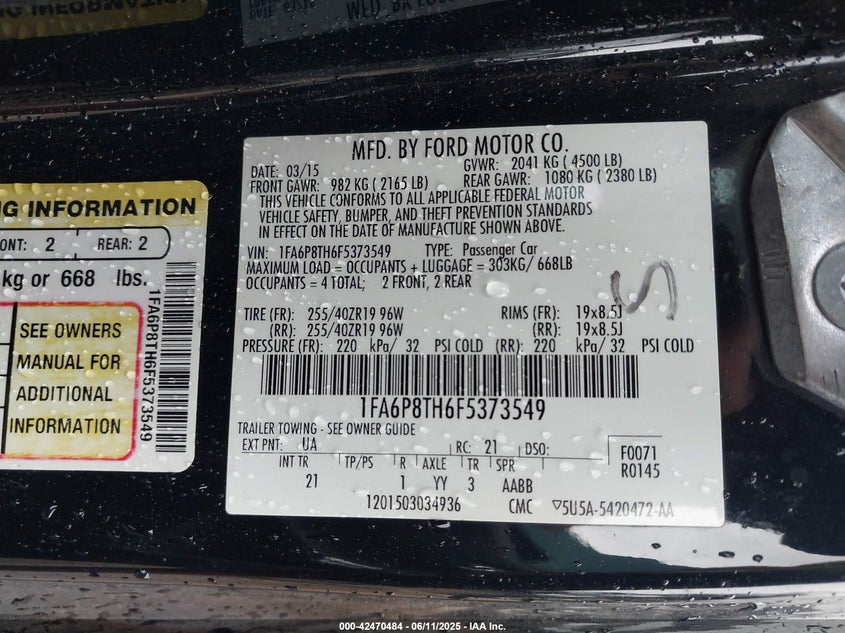 NG INFORMATION
ONT: 2 REAR: 2
kg or 668 lbs.
SEE OWNERS
MANUAL FOR
ADDITIONAL
INFORMATION
1FA6P8TH6F5373549
MFD. BY FORD MOTOR CO.
DATE: 03/15 GVWR: 2041 KG ( 4500 LB)
FRONT GAWR: 982 KG ( 2165 LB) REAR GAWR: 1080 KG ( 2380 LB)
THIS VEHICLE CONFORMS TO ALL APPLICABLE FEDERAL MOTOR
VEHICLE SAFETY, BUMPER, AND THEFT PREVENTION STANDARDS
IN EFFECT ON THE DATE OF MANUFACTURE SHOWN ABOVE.
VIN: 1FA6P8TH6F5373549 TYPE: Passenger Car
MAXIMUM LOAD = OCCUPANTS + LUGGAGE = 303KG/ 668LB
OCCUPANTS = 4 TOTAL; 2 FRONT, 2 REAR
TIRE (FR): 255/40ZR19 96W RIMS (FR): 19x8.5J
(RR): 255/40ZR19 96W (RR): 19x8.5J
PRESSURE (FR): 220 kPa/ 32 PSI COLD (RR): 220 kPa/ 32 PSI COLD
1FA6P8TH6F5373549
TRAILER TOWING - SEE OWNER GUIDE
EXT PNT: UA RC: 21 DSO: F0071
R0145
INT TR TP/PS R AXLE TR SPR
21 1 YY 3 AABB
1201503034936 CMC ▽5U5A-5420472-AA
000-42470484 - 06/11/2025 - IAA Inc.